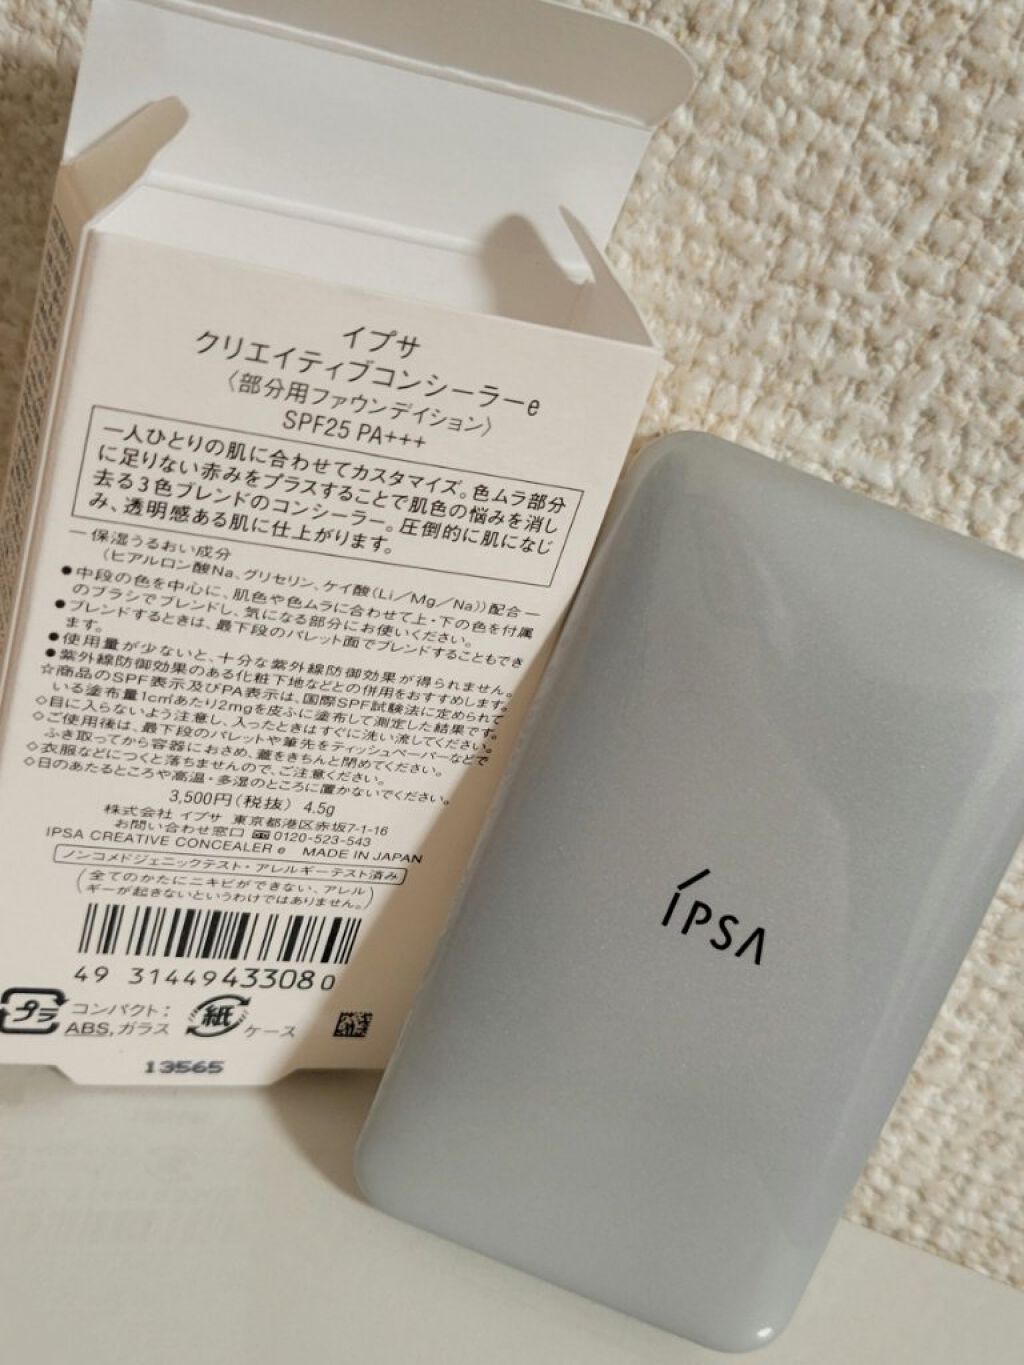 イプサ
クリエイティブコンシーラーe
〈部分用ファウンデイション〉
SPF25 PA+++
一人ひとりの肌に合わせてカスタマイズ。色ムラ部分
に足りない赤みをプラスすることで肌色の悩みを消し
去る3色ブレンドのコンシーラー。圧倒的に肌になじ
み、透明感ある肌に仕上がります。
―保湿うるおい成分
(ヒアルロン酸Na、グリセリン、ケイ酸(Li/Mg/Na))配合―
●中段の色を中心に、肌色や色ムラに合わせて上・下の色を付属
のブラシでブレンドし、気になる部分にお使いください。
●ブレンドするときは、最下段のパレット面でブレンドすることもでき
ます。
●使用量が少ないと、十分な紫外線防御効果が得られません。
●紫外線防御効果のある化粧下地などとの併用をおすすめします。
☆商品のSPF表示及びPA表示は、国際SPF試験法に定められて
いる塗布量1c㎡あたり2mgを皮ふに塗布して測定した結果です。
◇目に入らないよう注意し、入ったときはすぐに洗い流してください。
◇ご使用後は、最下段のパレットや筆先をティッシュペーパーなどで
ふき取ってから容器におさめ、蓋をきちんと閉めてください。
◇衣服などにつくと落ちませんので、ご注意ください。
◇日のあたるところや高温・多湿のところに置かないでください。
3,500円(税抜) 4.5g
株式会社 イプサ 東京都港区赤坂7-1-16
お問い合わせ窓口 0120-523-543
IPSA CREATIVE CONCEALER e MADE IN JAPAN
ノンコメドジェニックテスト・アレルギーテスト済み
(全てのかたにニキビができない、アレル
ギーが起きないというわけではありません。)
49 31449 433080
プラ コンパクト:
ABS,ガラス
紙 ケース
13565
IPSA